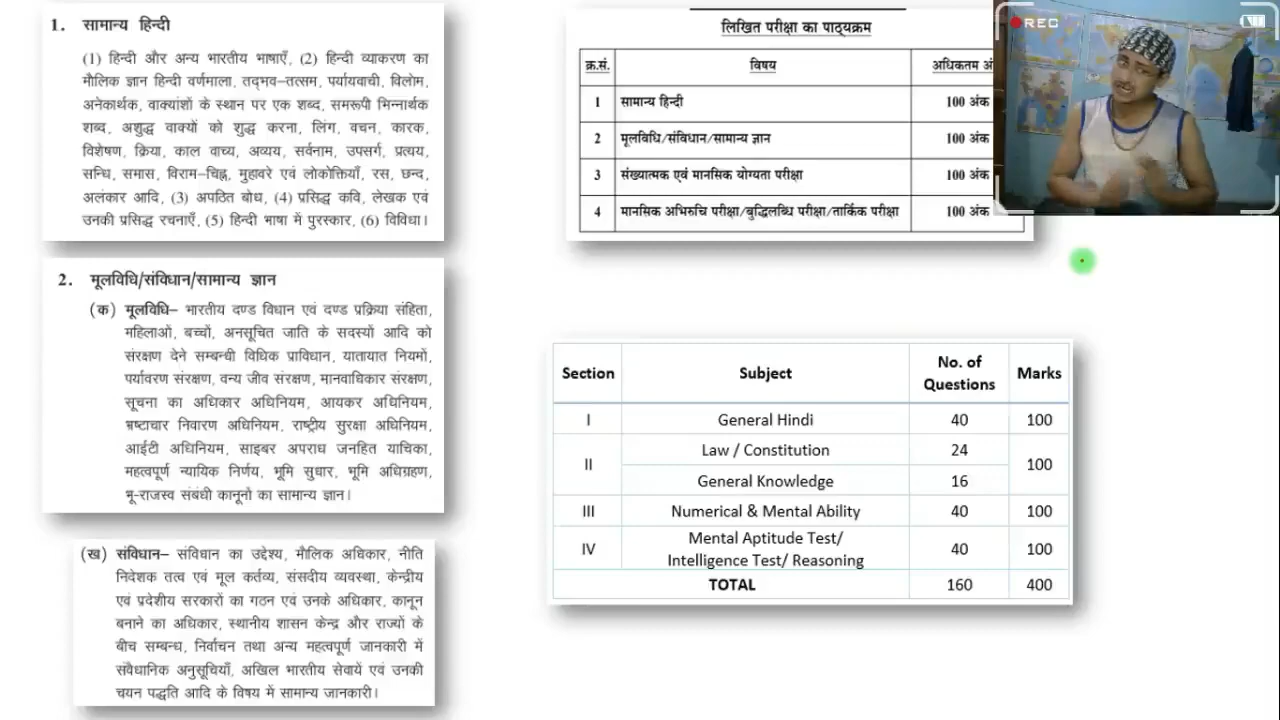 1. सामान्य हिन्दी
(1) हिन्दी और अन्य भारतीय भाषाएँ, (2) हिन्दी व्याकरण का
मौलिक ज्ञान हिन्दी वर्णमाला, तद्भव–तत्सम, पर्यायवाची, विलोम,
अनेकार्थक, वाक्यांशों के स्थान पर एक शब्द, समरूपी भिन्नार्थक
शब्द, अशुद्ध वाक्यों को शुद्ध करना, लिंग, वचन, कारक,
विशेषण, क्रिया, काल वाच्य, अव्यय, सर्वनाम, उपसर्ग, प्रत्यय,
सन्धि, समास, विराम–चिह्न, मुहावरे एवं लोकोक्तियाँ, रस, छन्द,
अलंकार आदि, (3) अपठित बोध, (4) प्रसिद्ध कवि, लेखक एवं
उनकी प्रसिद्ध रचनाएँ, (5) हिन्दी भाषा में पुरस्कार, (6) विविधा।
2. मूलविधि/संविधान/सामान्य ज्ञान
(क) मूलविधि– भारतीय दण्ड विधान एवं दण्ड प्रक्रिया संहिता,
महिलाओं, बच्चों, अनसूचित जाति के सदस्यों आदि को
संरक्षण देने सम्बन्धी विधिक प्राविधान, यातायात नियमों,
पर्यावरण संरक्षण, वन्य जीव संरक्षण, मानवाधिकार संरक्षण,
सूचना का अधिकार अधिनियम, आयकर अधिनियम,
भ्रष्टाचार निवारण अधिनियम, राष्ट्रीय सुरक्षा अधिनियम,
आईटी अधिनियम, साइबर अपराध जनहित याचिका,
महत्वपूर्ण न्यायिक निर्णय, भूमि सुधार, भूमि अधिग्रहण,
भू-राजस्व संबंधी कानूनों का सामान्य ज्ञान।
(ख) संविधान– संविधान का उद्देश्य, मौलिक अधिकार, नीति
निदेशक तत्व एवं मूल कर्तव्य, संसदीय व्यवस्था, केन्द्रीय
एवं प्रदेशीय सरकारों का गठन एवं उनके अधिकार, कानून
बनाने का अधिकार, स्थानीय शासन केन्द्र और राज्यों के
बीच सम्बन्ध, निर्वाचन तथा अन्य महत्वपूर्ण जानकारी में
संवैधानिक अनुसूचियाँ, अखिल भारतीय सेवायें एवं उनकी
चयन पद्धति आदि के विषय में सामान्य जानकारी।
लिखित परीक्षा का पाठ्यक्रम
क्र.सं. विषय अधिकतम अं
1 सामान्य हिन्दी 100 अंक
2 मूलविधि/संविधान/सामान्य ज्ञान 100 अंक
3 संख्यात्मक एवं मानसिक योग्यता परीक्षा 100 अंक
4 मानसिक अभिरुचि परीक्षा/बुद्धिलब्धि परीक्षा/तार्किक परीक्षा 100 अंक
REC
Section Subject No. of Questions Marks
I General Hindi 40 100
II Law / Constitution 24 100
General Knowledge 16
III Numerical & Mental Ability 40 100
IV Mental Aptitude Test/ 40 100
Intelligence Test/ Reasoning
TOTAL 160 400